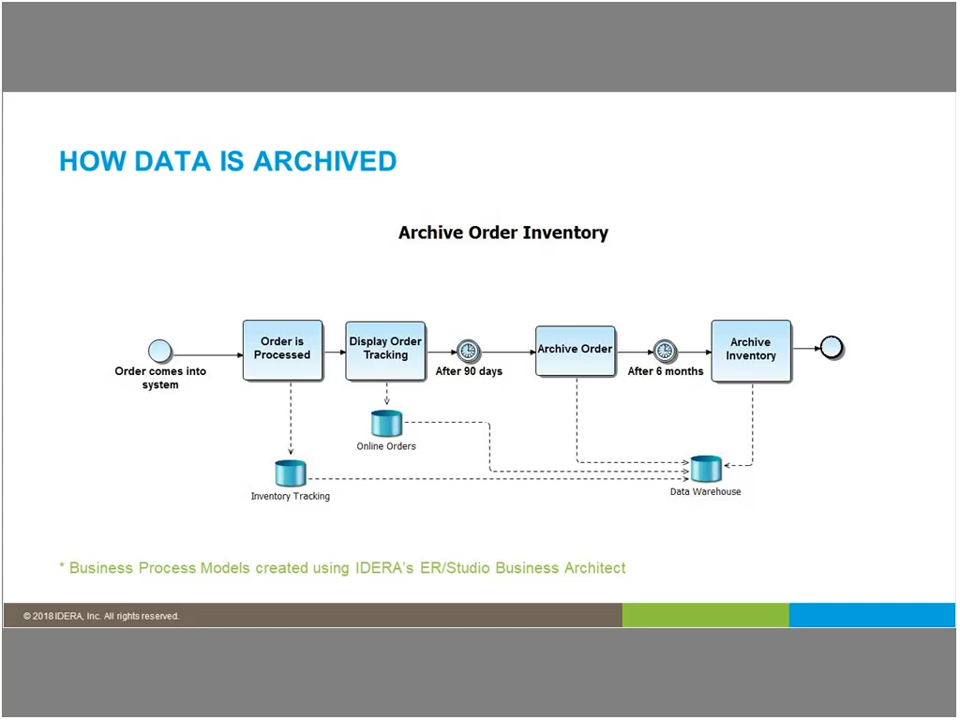 HOW DATA IS ARCHIVED
Archive Order Inventory
Order comes into
system
Order is
Processed
Display Order
Tracking
After 90 days
Archive Order
After 6 months
Archive
Inventory
Online Orders
Inventory Tracking
Data Warehouse
* Business Process Models created using IDERA's ER/Studio Business Architect
© 2018 IDERA, Inc. All rights reserved.